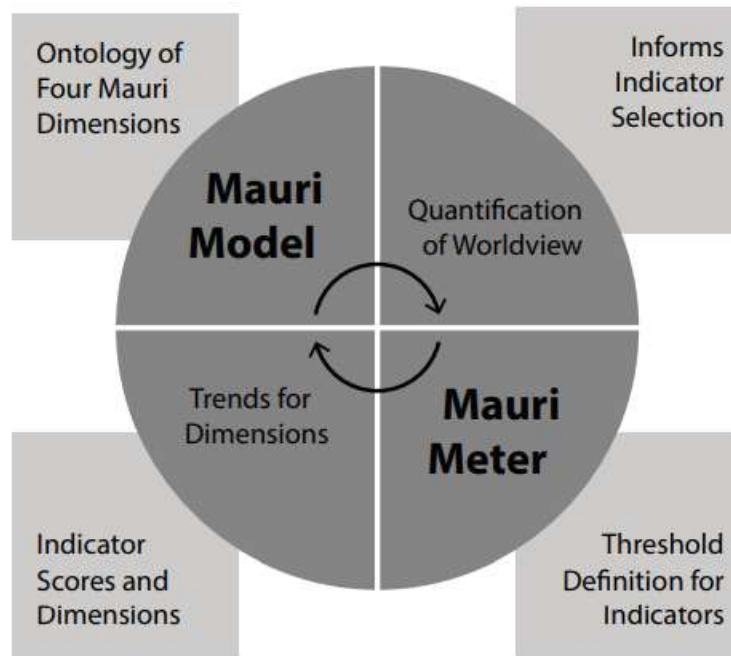 Ontology of
Four Mauri
Dimensions
Informs
Indicator
Selection
Mauri
Model
Quantification
of Worldview
Trends for
Dimensions
Mauri
Meter
Indicator
Scores and
Dimensions
Threshold
Definition for
Indicators